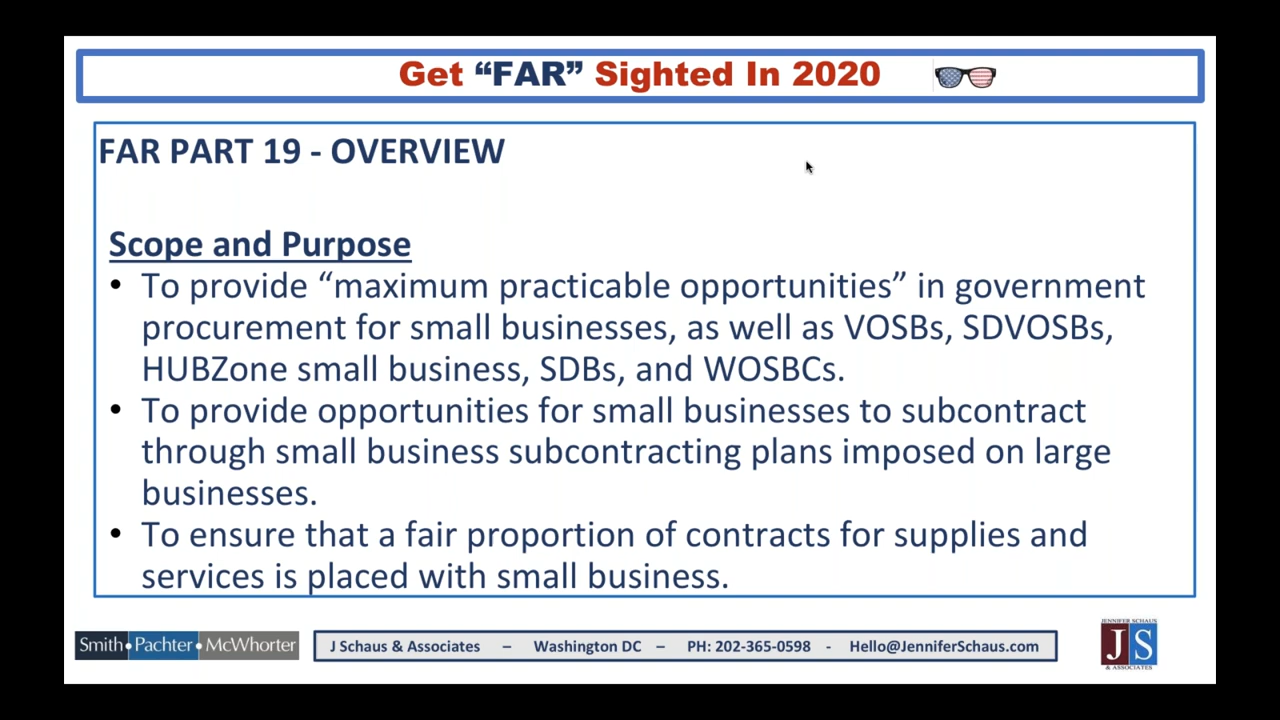 Get “FAR” Sighted In 2020
FAR PART 19 - OVERVIEW
Scope and Purpose
• To provide “maximum practicable opportunities” in government
procurement for small businesses, as well as VOSBs, SDVOSBs,
HUBZone small business, SDBs, and WOSBCs.
• To provide opportunities for small businesses to subcontract
through small business subcontracting plans imposed on large
businesses.
• To ensure that a fair proportion of contracts for supplies and
services is placed with small business.
Smith•Pachter•McWhorter
J Schaus & Associates – Washington DC – PH: 202-365-0598 - Hello@JenniferSchaus.com
JENNIFER SCHAUS
JS
& ASSOCIATES